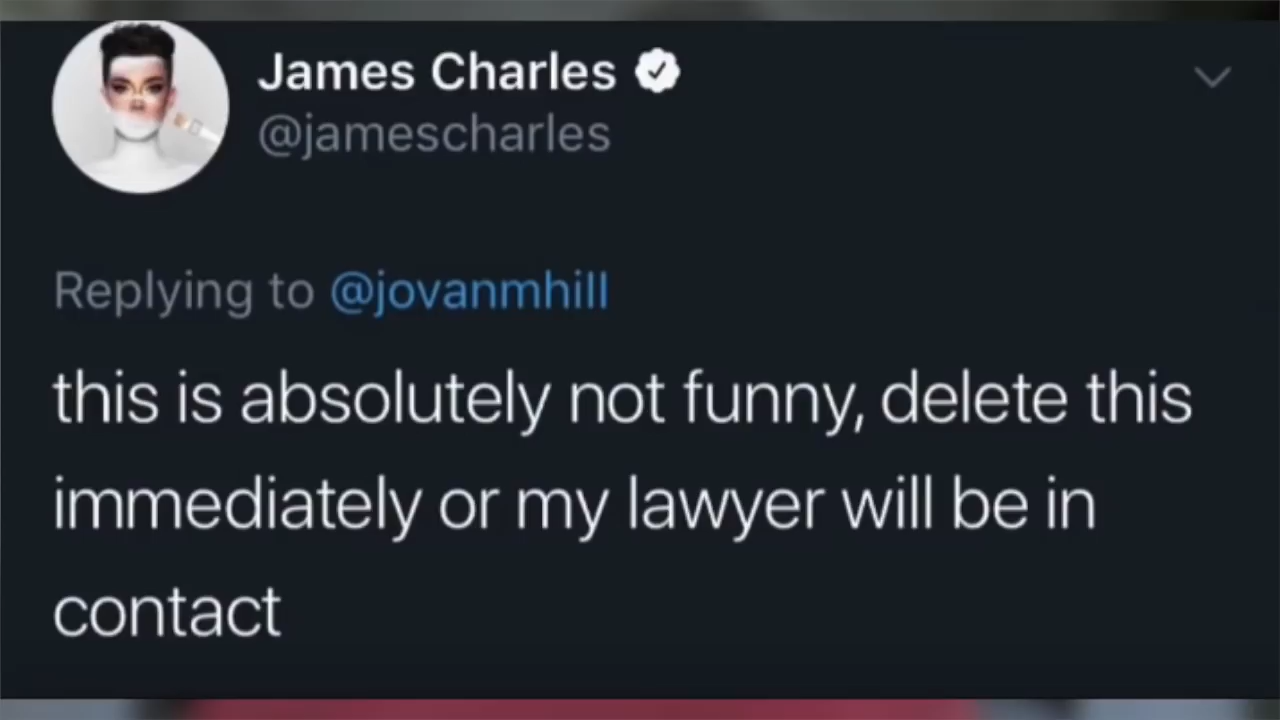 James Charles
@jamescharles
Replying to @jovanmhill
this is absolutely not funny, delete this
immediately or my lawyer will be in
contact